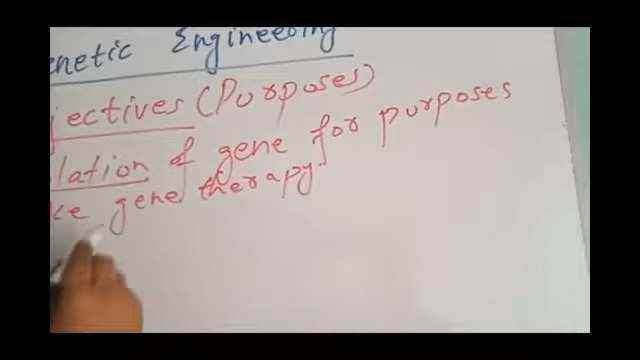 enetic Engineering
jectives (Purposes)
lation of gene for purposes
ke gene therapy